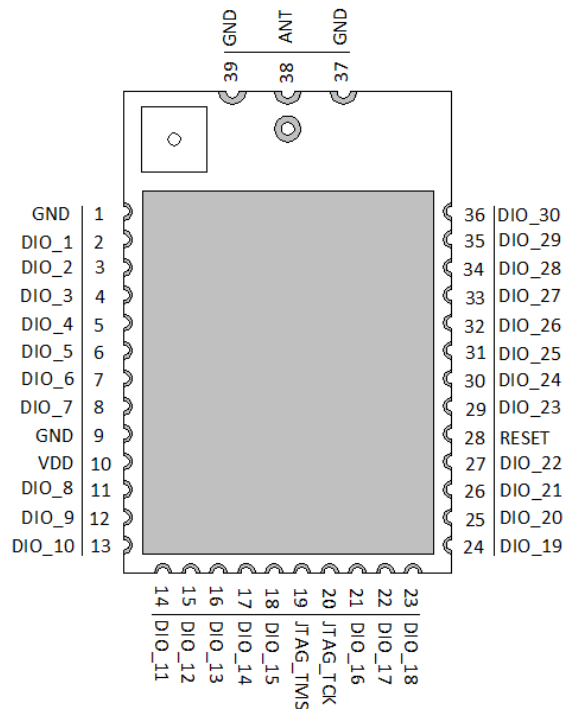 GND ANT GND
39 38 37
GND 1
DIO_1 2
DIO_2 3
DIO_3 4
DIO_4 5
DIO_5 6
DIO_6 7
DIO_7 8
GND 9
VDD 10
DIO_8 11
DIO_9 12
DIO_10 13
36 DIO_30
35 DIO_29
34 DIO_28
33 DIO_27
32 DIO_26
31 DIO_25
30 DIO_24
29 DIO_23
28 RESET
27 DIO_22
26 DIO_21
25 DIO_20
24 DIO_19
14 DIO_11
15 DIO_12
16 DIO_13
17 DIO_14
18 DIO_15
19 JTAG_TMS
20 JTAG_TCK
21 DIO_16
22 DIO_17
23 DIO_18